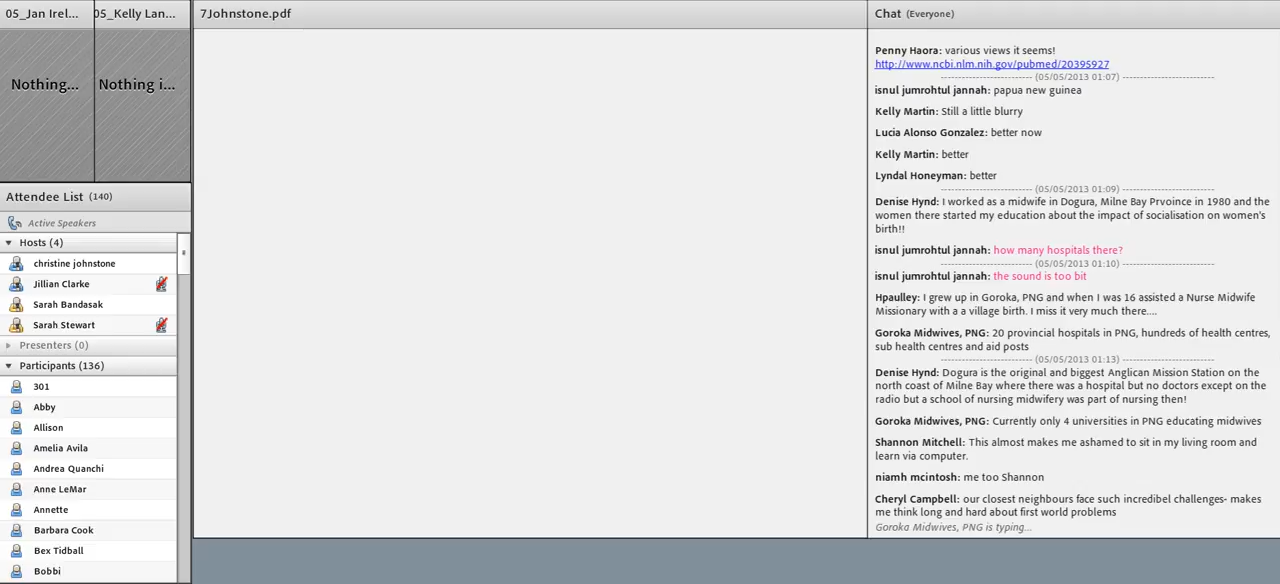 05_Jan Irel...
05_Kelly Lan...
Nothing...
Nothing i...
Attendee List (140)
Active Speakers
Hosts (4)
christine johnstone
Jillian Clarke
Sarah Bandasak
Sarah Stewart
Presenters (0)
Participants (136)
301
Abby
Allison
Amelia Avila
Andrea Quanchi
Anne LeMar
Annette
Barbara Cook
Bex Tidball
Bobbi
7Johnstone.pdf
Chat (Everyone)
Penny Haora: various views it seems!
http://www.ncbi.nlm.nih.gov/pubmed/20395927
------------------------ (05/05/2013 01:07) ------------------------
isnul jumrohtul jannah: papua new guinea
Kelly Martin: Still a little blurry
Lucia Alonso Gonzalez: better now
Kelly Martin: better
Lyndal Honeyman: better
------------------------ (05/05/2013 01:09) ------------------------
Denise Hynd: I worked as a midwife in Dogura, Milne Bay Prvoince in 1980 and the
women there started my education about the impact of socialisation on women's
birth!!
isnul jumrohtul jannah: how many hospitals there?
------------------------ (05/05/2013 01:10) ------------------------
isnul jumrohtul jannah: the sound is too bit
Hpaulley: I grew up in Goroka, PNG and when I was 16 assisted a Nurse Midwife
Missionary with a a village birth. I miss it very much there....
Goroka Midwives, PNG: 20 provincial hospitals in PNG, hundreds of health centres,
sub health centres and aid posts
------------------------ (05/05/2013 01:13) ------------------------
Denise Hynd: Dogura is the original and biggest Anglican Mission Station on the
north coast of Milne Bay where there was a hospital but no doctors except on the
radio but a school of nursing midwifery was part of nursing then!
Goroka Midwives, PNG: Currently only 4 universities in PNG educating midwives
Shannon Mitchell: This almost makes me ashamed to sit in my living room and
learn via computer.
niamh mcintosh: me too Shannon
Cheryl Campbell: our closest neighbours face such incredibel challenges- makes
me think long and hard about first world problems
Goroka Midwives, PNG is typing...